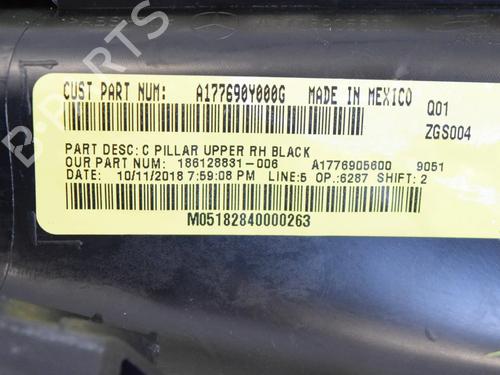 CUST PART NUM: A177690Y000G MADE IN MEXICO Q01
ZGS004
PART DESC: C PILLAR UPPER RH BLACK
OUR PART NUM: 186128831-006 A1776905600 9051
DATE: 10/11/2018 7:59:08 PM LINE:5 OP.:6287 SHIFT: 2
M05182840000263